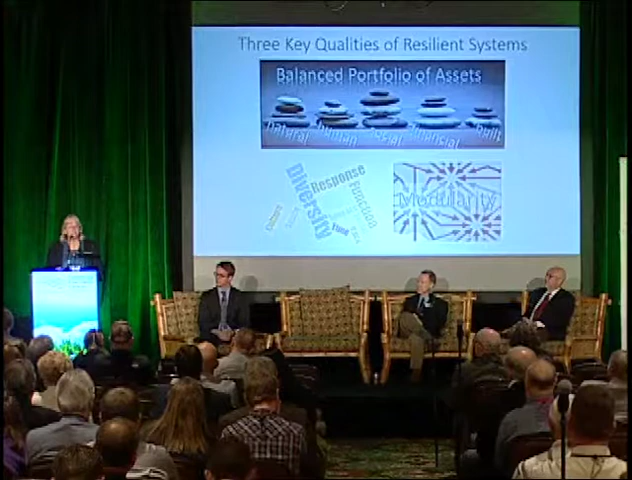 Three Key Qualities of Resilient Systems
Balanced Portfolio of Assets
natural human social financial built
Diversity
Response
Function
Modularity